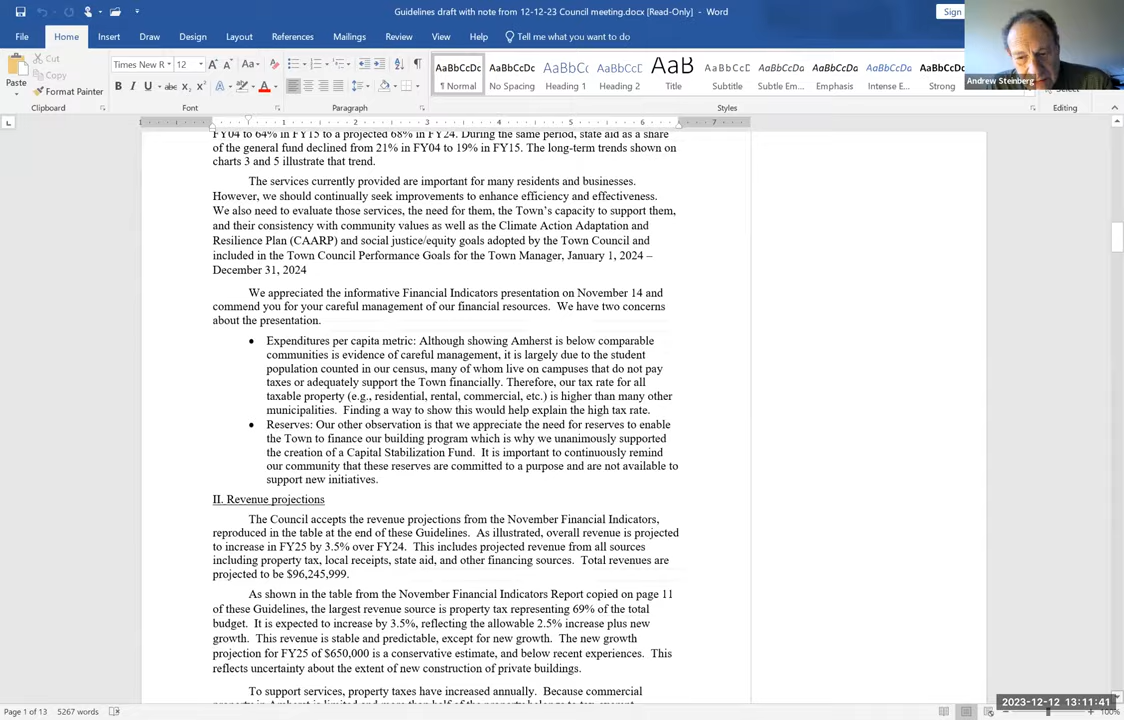 Guidelines draft with note from 12-12-23 Council meeting.docx [Read-Only] - Word
Sign
File Home Insert Draw Design Layout References Mailings Review View Help Tell me what you want to do
Cut
Copy
Paste
Format Painter
Times New R 12
AaBbCcDc AaBbCcDc AaBbCcD AaBbCcD AaB AaBbCcD AaBbCcDc AaBbCcDc AaBbCcDc AaBbCcDc
¶ Normal No Spacing Heading 1 Heading 2 Title Subtitle Subtle Em... Emphasis Intense E... Strong
Clipboard Font Paragraph Styles Editing
Andrew Steinberg
FY04 to 64% in FY15 to a projected 68% in FY24. During the same period, state aid as a share
of the general fund declined from 21% in FY04 to 19% in FY15. The long-term trends shown on
charts 3 and 5 illustrate that trend.
The services currently provided are important for many residents and businesses.
However, we should continually seek improvements to enhance efficiency and effectiveness.
We also need to evaluate those services, the need for them, the Town's capacity to support them,
and their consistency with community values as well as the Climate Action Adaptation and
Resilience Plan (CAARP) and social justice/equity goals adopted by the Town Council and
included in the Town Council Performance Goals for the Town Manager, January 1, 2024 –
December 31, 2024
We appreciated the informative Financial Indicators presentation on November 14 and
commend you for your careful management of our financial resources. We have two concerns
about the presentation.
• Expenditures per capita metric: Although showing Amherst is below comparable
communities is evidence of careful management, it is largely due to the student
population counted in our census, many of whom live on campuses that do not pay
taxes or adequately support the Town financially. Therefore, our tax rate for all
taxable property (e.g., residential, rental, commercial, etc.) is higher than many other
municipalities. Finding a way to show this would help explain the high tax rate.
• Reserves: Our other observation is that we appreciate the need for reserves to enable
the Town to finance our building program which is why we unanimously supported
the creation of a Capital Stabilization Fund. It is important to continuously remind
our community that these reserves are committed to a purpose and are not available to
support new initiatives.
II. Revenue projections
The Council accepts the revenue projections from the November Financial Indicators,
reproduced in the table at the end of these Guidelines. As illustrated, overall revenue is projected
to increase in FY25 by 3.5% over FY24. This includes projected revenue from all sources
including property tax, local receipts, state aid, and other financing sources. Total revenues are
projected to be $96,245,999.
As shown in the table from the November Financial Indicators Report copied on page 11
of these Guidelines, the largest revenue source is property tax representing 69% of the total
budget. It is expected to increase by 3.5%, reflecting the allowable 2.5% increase plus new
growth. This revenue is stable and predictable, except for new growth. The new growth
projection for FY25 of $650,000 is a conservative estimate, and below recent experiences. This
reflects uncertainty about the extent of new construction of private buildings.
To support services, property taxes have increased annually. Because commercial
Page 1 of 13 5267 words
2023-12-12 13:11:41
100%